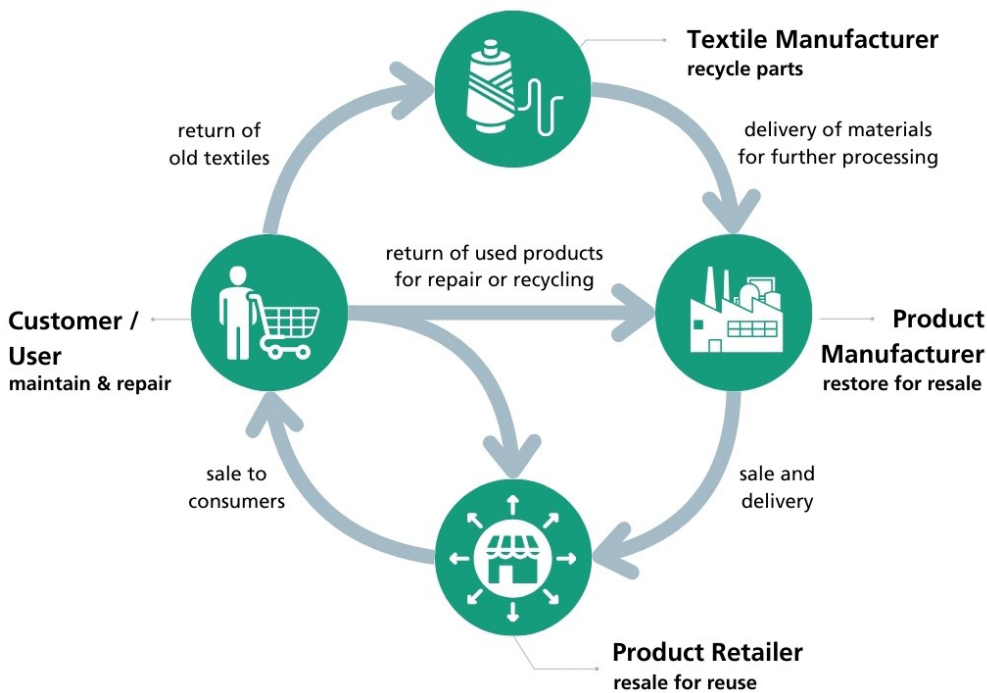 Textile Manufacturer
recycle parts
return of
old textiles
delivery of materials
for further processing
return of used products
for repair or recycling
Customer /
User
maintain & repair
Product
Manufacturer
restore for resale
sale to
consumers
sale and
delivery
Product Retailer
resale for reuse